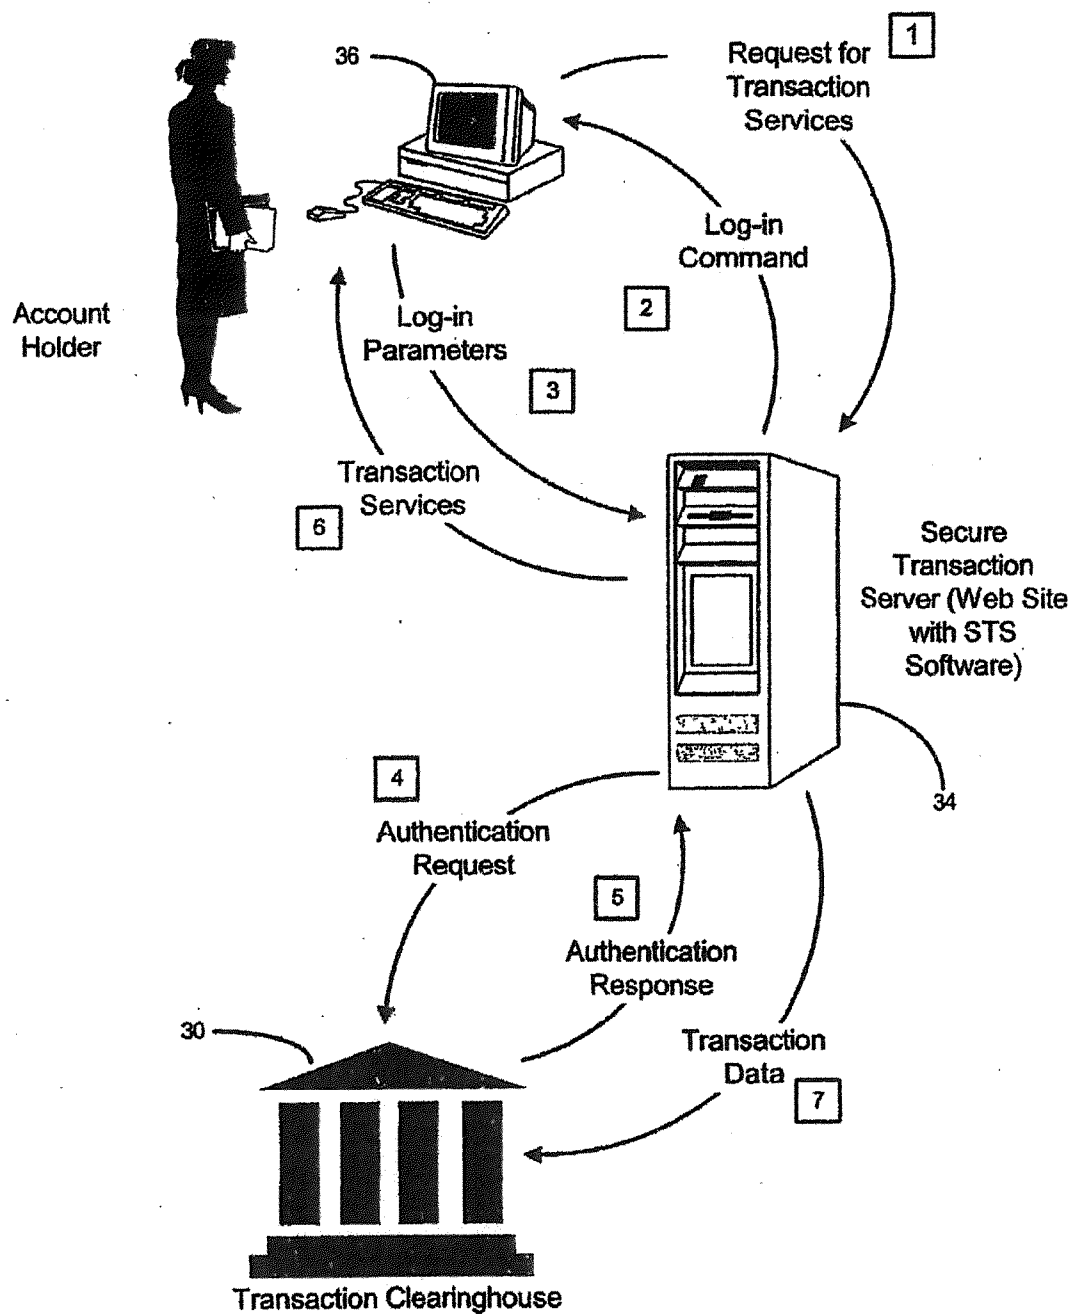 1
36
Request for
Transaction
Services
Log-in
Command
2
Account
Holder
Log-in
Parameters
3
Transaction
Services
6
Secure
Transaction
Server (Web Site
with STS
Software)
34
4
Authentication
Request
5
Authentication
Response
30
Transaction
Data
7
Transaction Clearinghouse